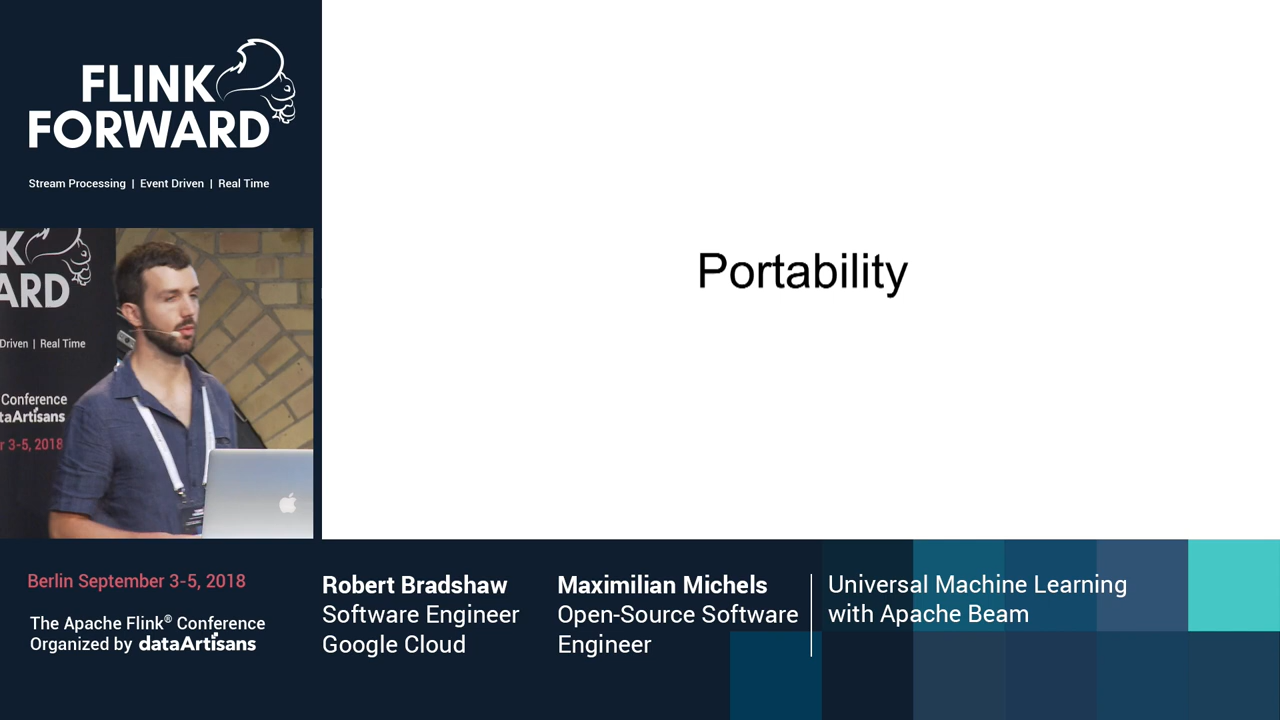 FLINK
FORWARD
Stream Processing | Event Driven | Real Time
Portability
K
ARD
Driven | Real Time
Conference
taArtisans
r 3-5, 2018
Berlin September 3-5, 2018
The Apache Flink® Conference
Organized by dataArtisans
Robert Bradshaw
Software Engineer
Google Cloud
Maximilian Michels
Open-Source Software
Engineer
Universal Machine Learning
with Apache Beam